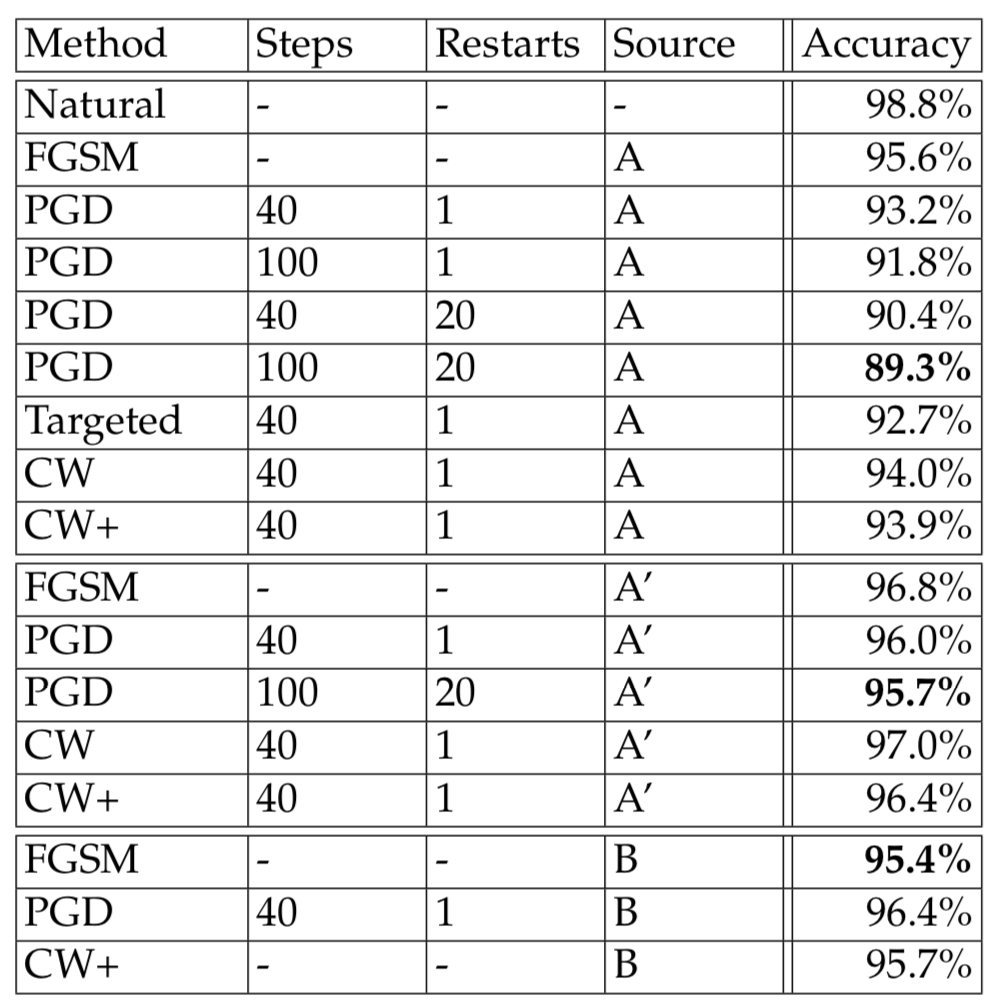 Method Steps Restarts Source Accuracy
Natural - - - 98.8%
FGSM - - A 95.6%
PGD 40 1 A 93.2%
PGD 100 1 A 91.8%
PGD 40 20 A 90.4%
PGD 100 20 A 89.3%
Targeted 40 1 A 92.7%
CW 40 1 A 94.0%
CW+ 40 1 A 93.9%
FGSM - - A′ 96.8%
PGD 40 1 A′ 96.0%
PGD 100 20 A′ 95.7%
CW 40 1 A′ 97.0%
CW+ 40 1 A′ 96.4%
FGSM - - B 95.4%
PGD 40 1 B 96.4%
CW+ - - B 95.7%